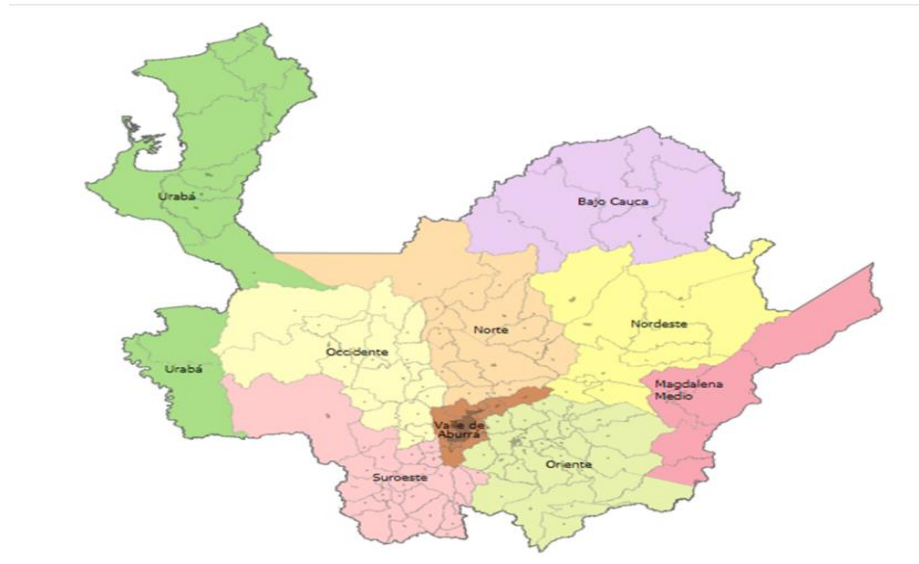 Urabá
Bajo Cauca
Norte
Nordeste
Occidente
Urabá
Magdalena
Medio
Valle de
Aburrá
Oriente
Suroeste